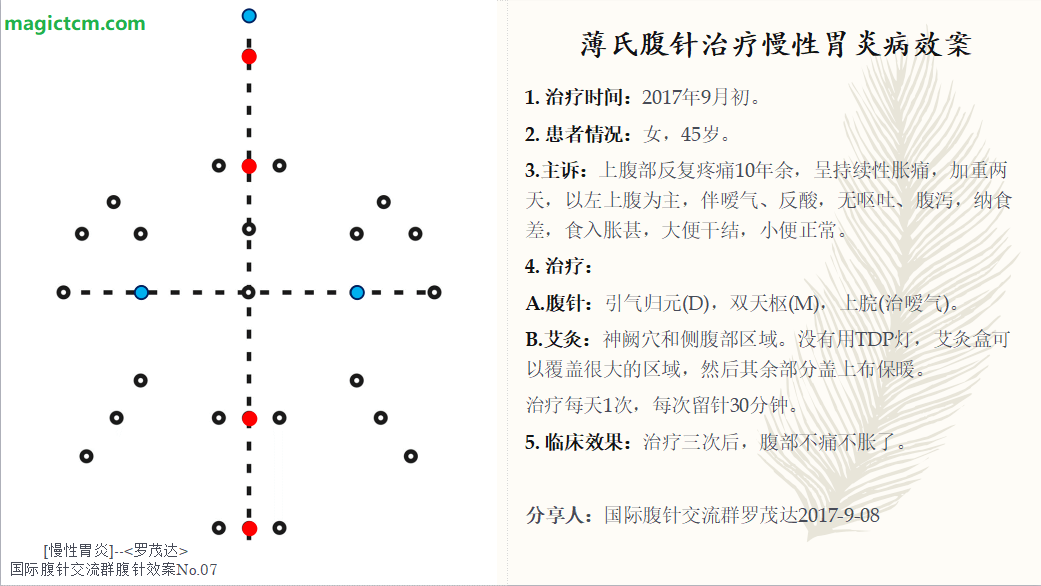 magictcm.com
[慢性胃炎]--<罗茂达>
国际腹针交流群腹针效案No.07
薄氏腹针治疗慢性胃炎病效案
1. 治疗时间：2017年9月初。
2. 患者情况：女，45岁。
3.主诉：上腹部反复疼痛10年余，呈持续性胀痛，加重两
天，以左上腹为主，伴嗳气、反酸，无呕吐、腹泻，纳食
差，食入胀甚，大便干结，小便正常。
4. 治疗：
A.腹针：引气归元(D)，双天枢(M)，上脘(治嗳气)。
B.艾灸：神阙穴和侧腹部区域。没有用TDP灯，艾灸盒可
以覆盖很大的区域，然后其余部分盖上布保暖。
治疗每天1次，每次留针30分钟。
5. 临床效果：治疗三次后，腹部不痛不胀了。
分享人：国际腹针交流群罗茂达2017-9-08